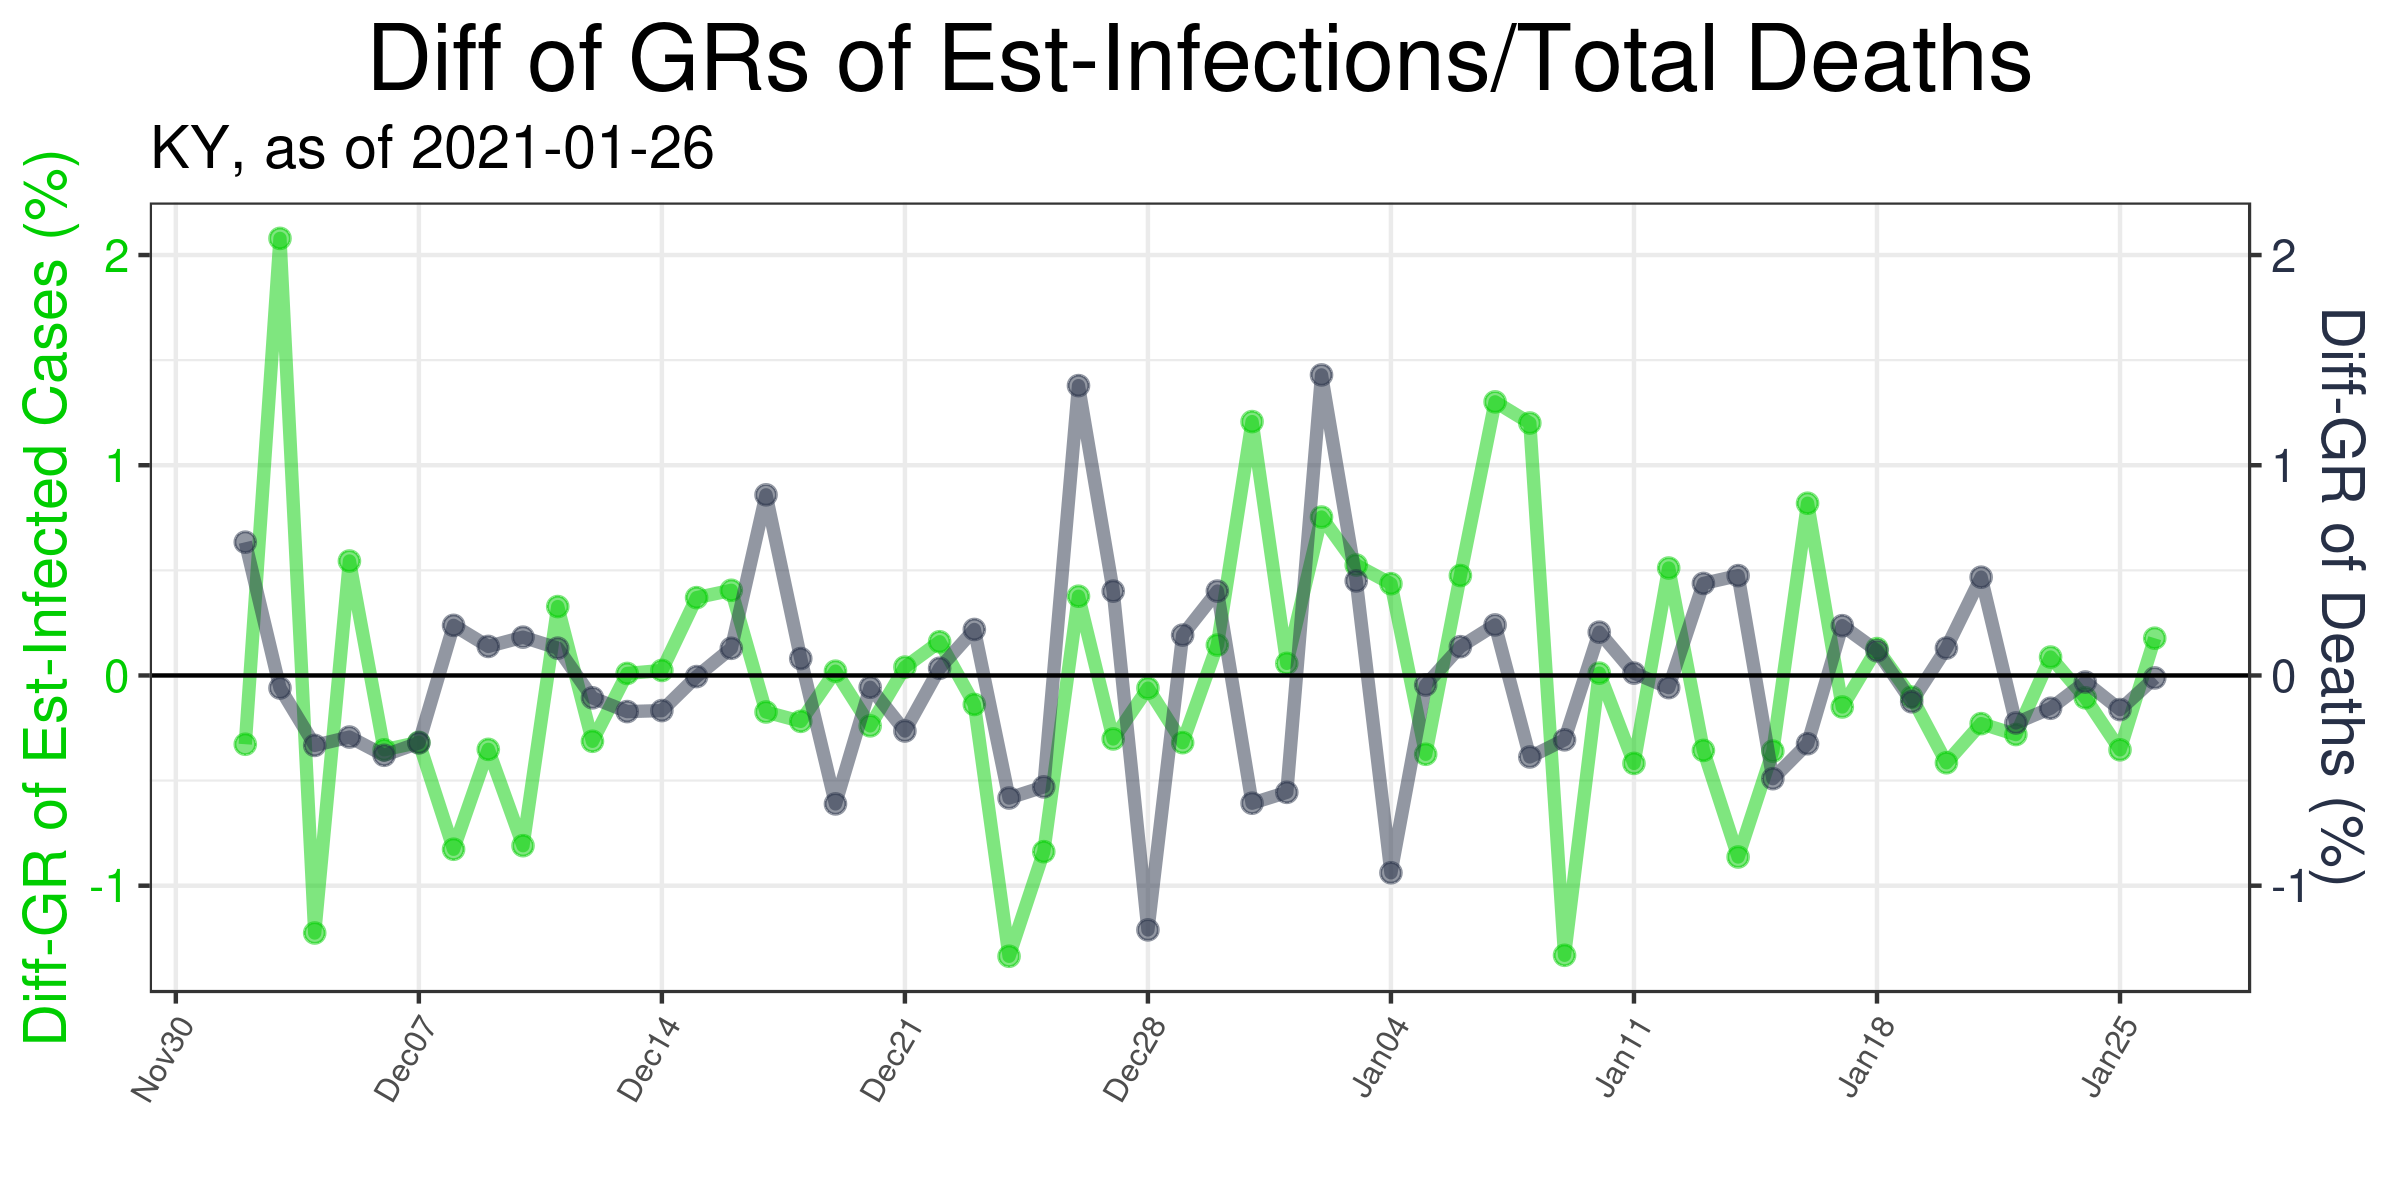 Diff of GRs of Est-Infections/Total Deaths
KY, as of 2021-01-26
Diff-GR of Est-Infected Cases (%)
2
1
0
-1
2
1
0
-1
Diff-GR of Deaths (%)
Nov30
Dec07
Dec14
Dec21
Dec28
Jan04
Jan11
Jan18
Jan25